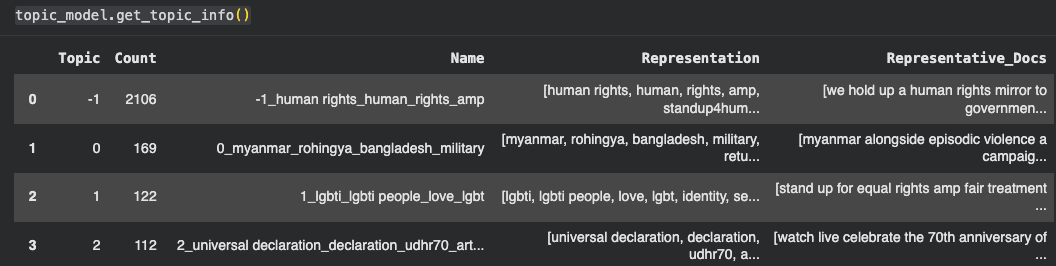 topic_model.get_topic_info()
Topic Count Name Representation Representative_Docs
0 -1 2106 -1_human rights_human_rights_amp [human rights, human, rights, amp, standup4hum... [we hold up a human rights mirror to governmen...
1 0 169 0_myanmar_rohingya_bangladesh_military [myanmar, rohingya, bangladesh, military, retu... [myanmar alongside episodic violence a campaig...
2 1 122 1_lgbti_lgbti people_love_lgbt [lgbti, lgbti people, love, lgbt, identity, se... [stand up for equal rights amp fair treatment ...
3 2 112 2_universal declaration_declaration_udhr70_art... [universal declaration, declaration, udhr70, a... [watch live celebrate the 70th anniversary of ...